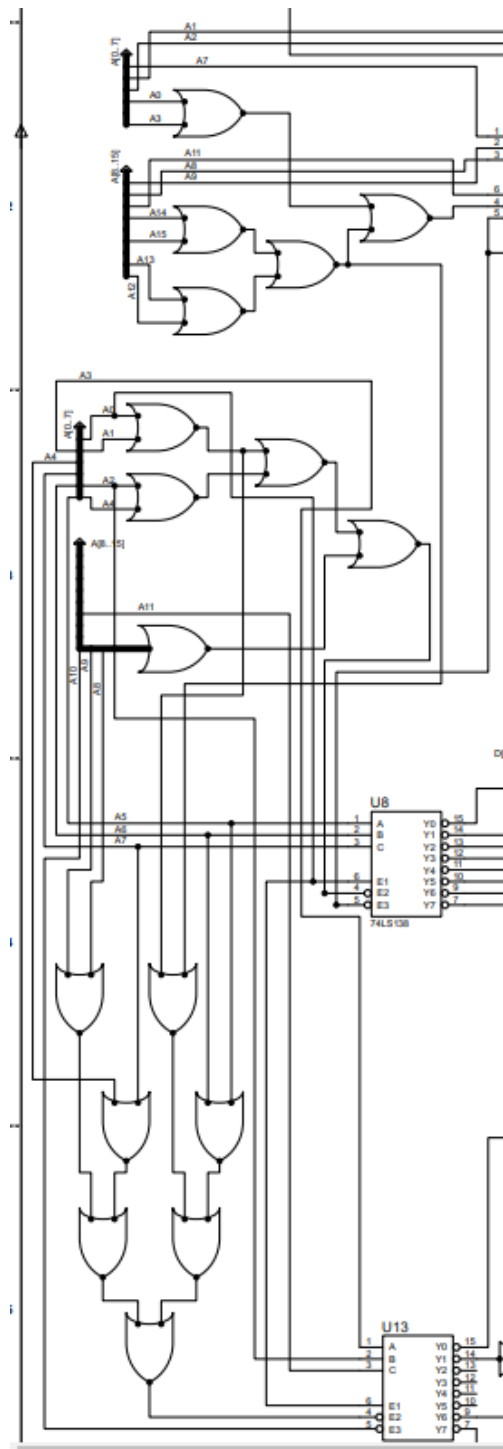 A[0..7]
A1
A2
A7
A0
A3
1
2
3
A[8..15]
A11
A8
A9
6
4
5
A14
A15
A13
A12
A3
A[0..7]
A0
A1
A4
A2
A4
A[8..15]
A11
A10
A9
A8
D[
U8
A5
A6
A7
1 A Y0 15
2 B Y1 14
3 C Y2 13
Y3 12
Y4 11
6 E1 Y5 10
4 E2 Y6 9
5 E3 Y7 7
74LS138
U13
1 A Y0 15
2 B Y1 14
3 C Y2 13
Y3 12
Y4 11
6 E1 Y5 10
4 E2 Y6 9
5 E3 Y7 7